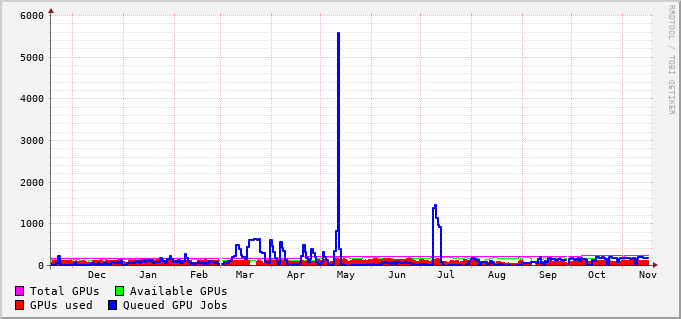 6000
5000
4000
3000
2000
1000
0
Dec Jan Feb Mar Apr May Jun Jul Aug Sep Oct Nov
Total GPUs Available GPUs
GPUs used Queued GPU Jobs
RRDTOOL / TOBI OETIKER